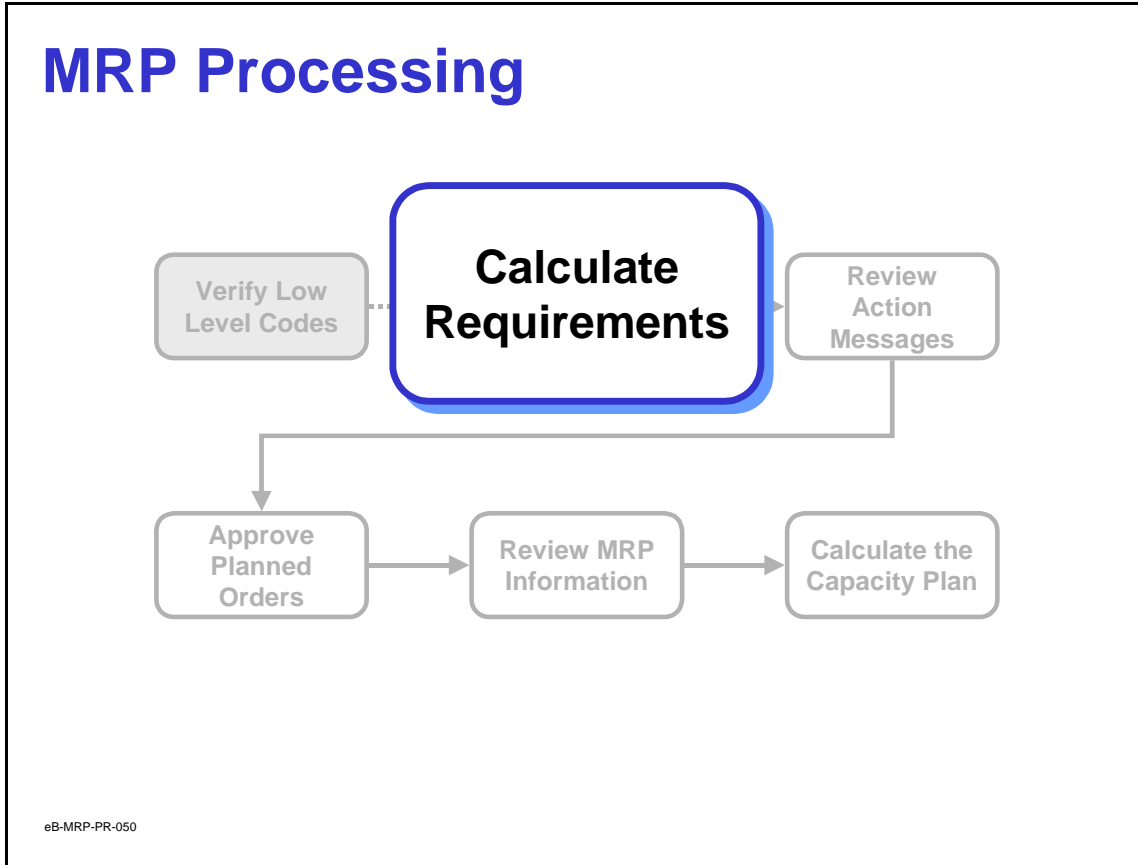 MRP Processing
Verify Low
Level Codes
Calculate
Requirements
Review
Action
Messages
Approve
Planned
Orders
Review MRP
Information
Calculate the
Capacity Plan
eB-MRP-PR-050